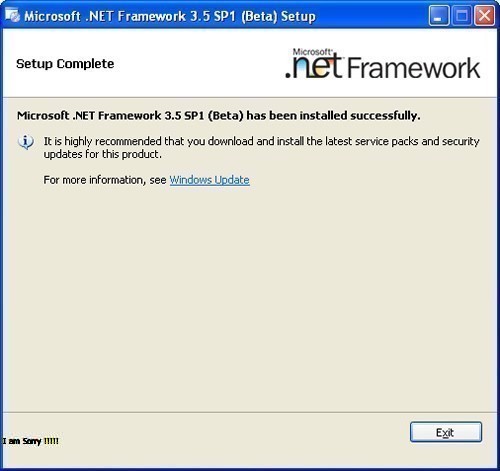 Microsoft .NET Framework 3.5 SP1 (Beta) Setup
Setup Complete
Microsoft®
.net Framework
Microsoft .NET Framework 3.5 SP1 (Beta) has been installed successfully.
It is highly recommended that you download and install the latest service packs and security
updates for this product.
For more information, see Windows Update
Exit
I am Sorry !!!!!